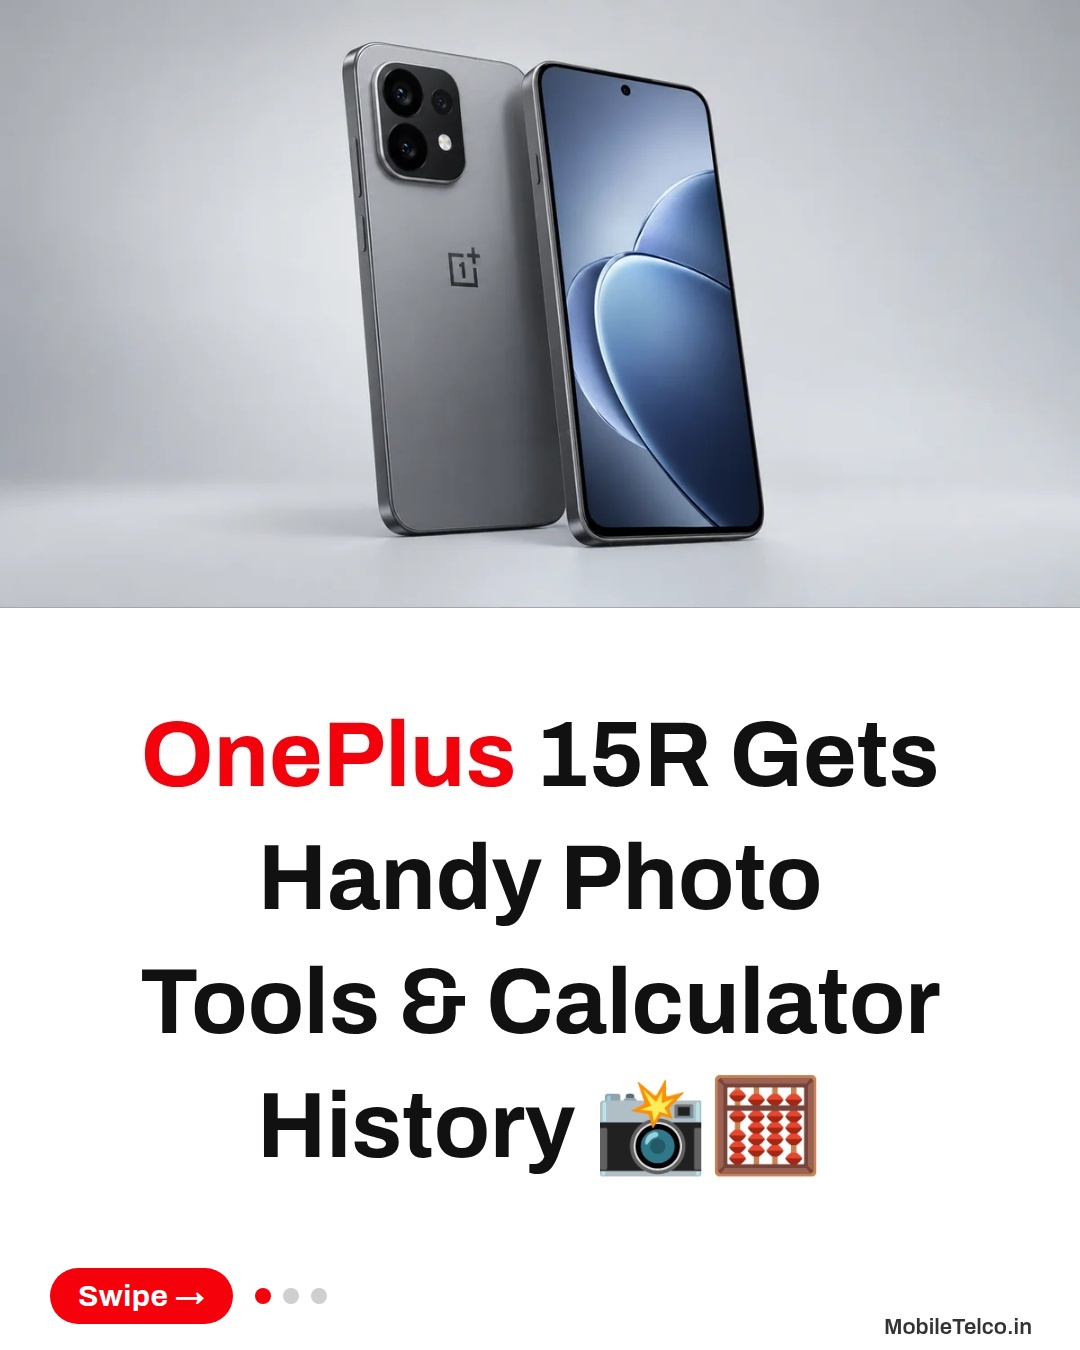 OnePlus 15R Gets
Handy Photo
Tools & Calculator
History 📸🧮
Swipe →
MobileTelco.in